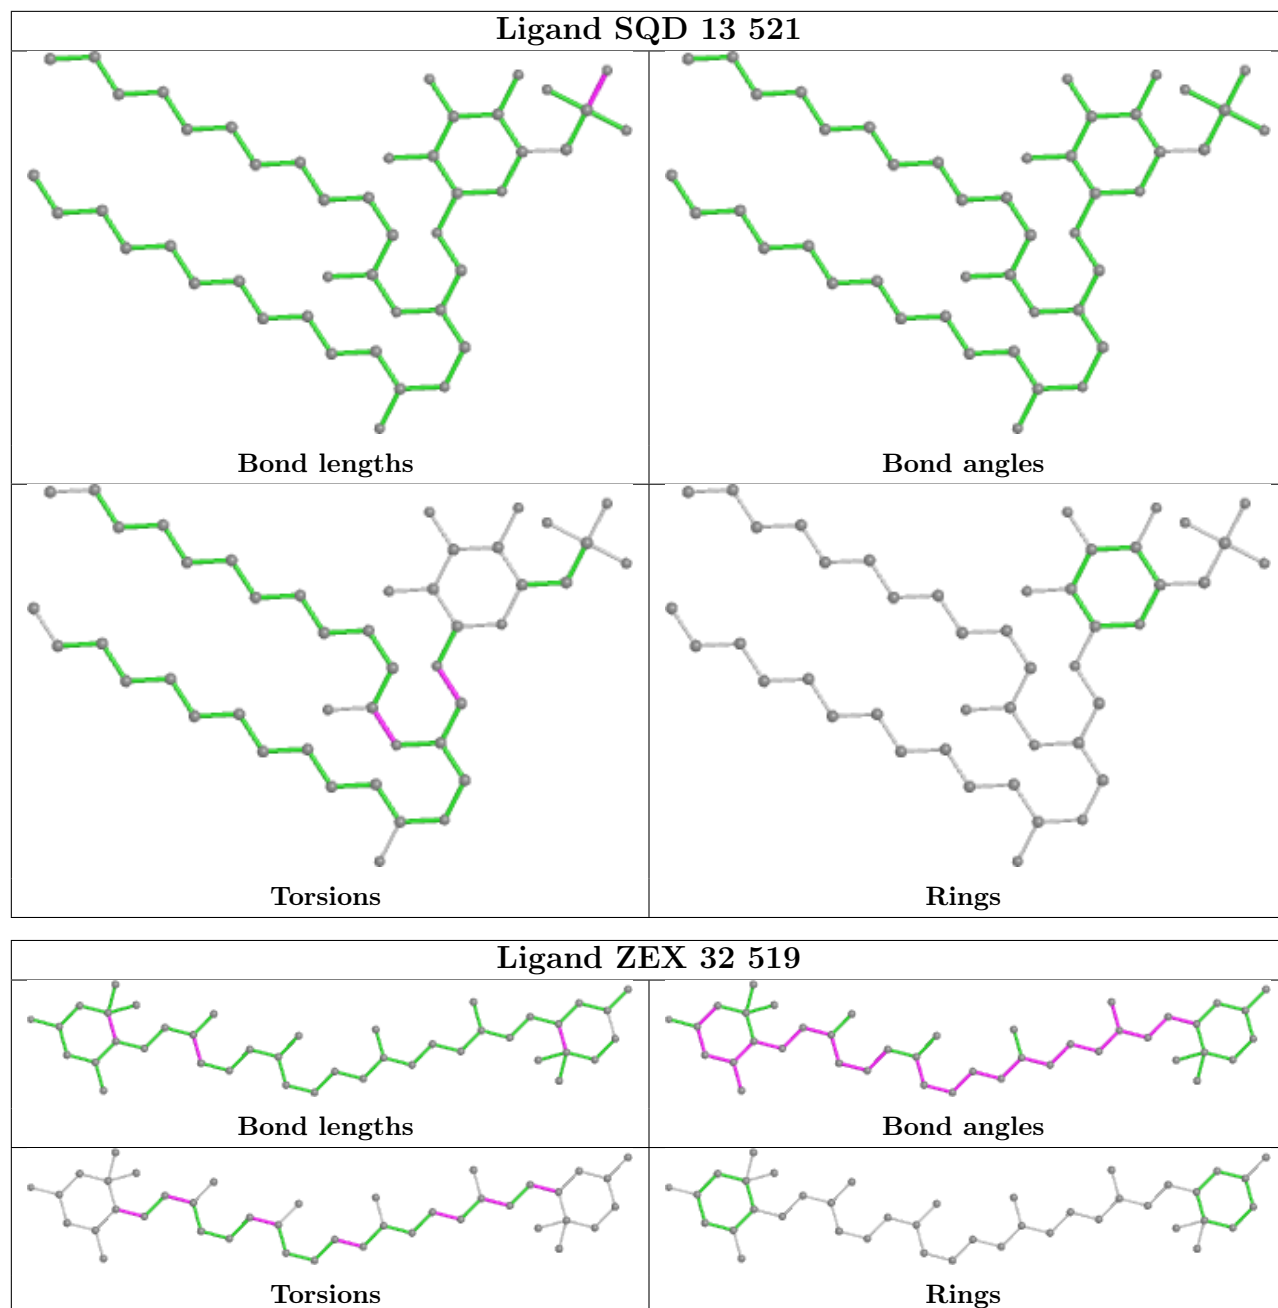 Ligand SQD 13 521
Bond lengths
Bond angles
Torsions
Rings
Ligand ZEX 32 519
Bond lengths
Bond angles
Torsions
Rings